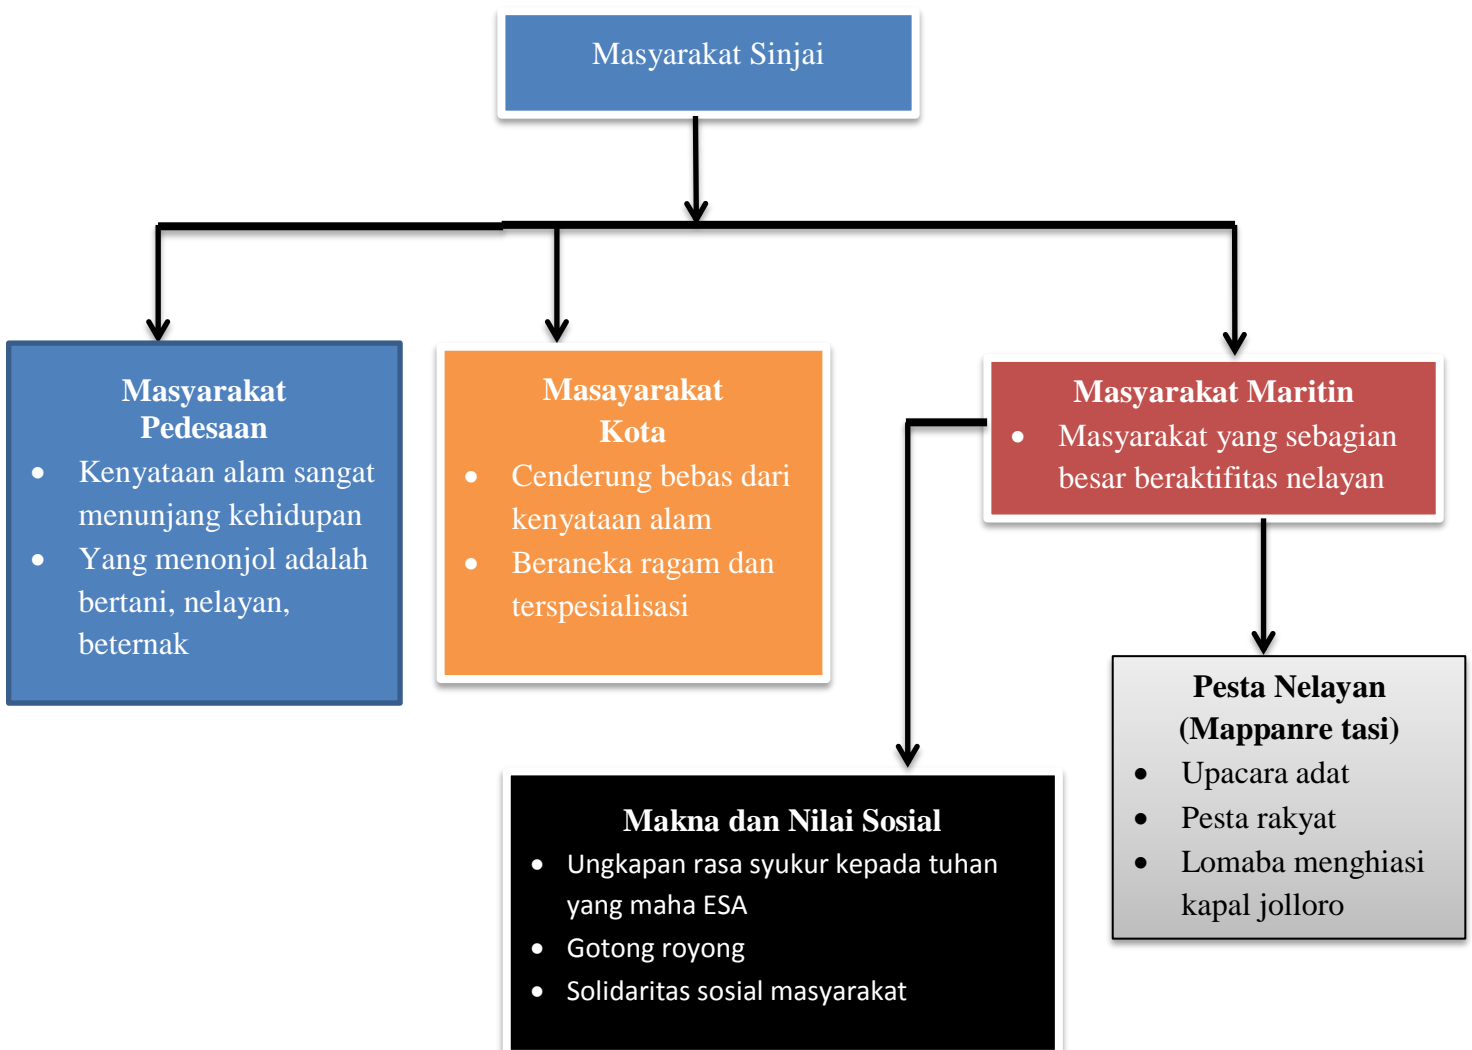 Masyarakat Sinjai
Masyarakat
Pedesaan
• Kenyataan alam sangat
menunjang kehidupan
• Yang menonjol adalah
bertani, nelayan,
beternak
Masayarakat
Kota
• Cenderung bebas dari
kenyataan alam
• Beraneka ragam dan
terspesialisasi
Masyarakat Maritin
• Masyarakat yang sebagian
besar beraktifitas nelayan
Makna dan Nilai Sosial
• Ungkapan rasa syukur kepada tuhan
yang maha ESA
• Gotong royong
• Solidaritas sosial masyarakat
Pesta Nelayan
(Mappanre tasi)
• Upacara adat
• Pesta rakyat
• Lomaba menghiasi
kapal jolloro